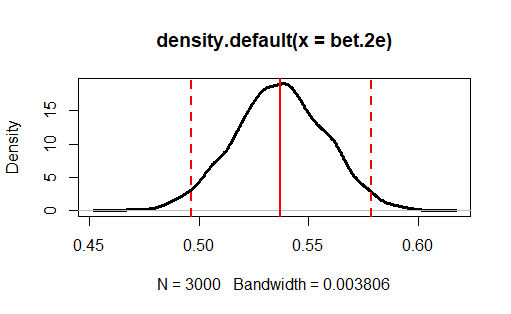 density.default(x = bet.2e)
Density
15
10
5
0
0.45 0.50 0.55 0.60
N = 3000 Bandwidth = 0.003806